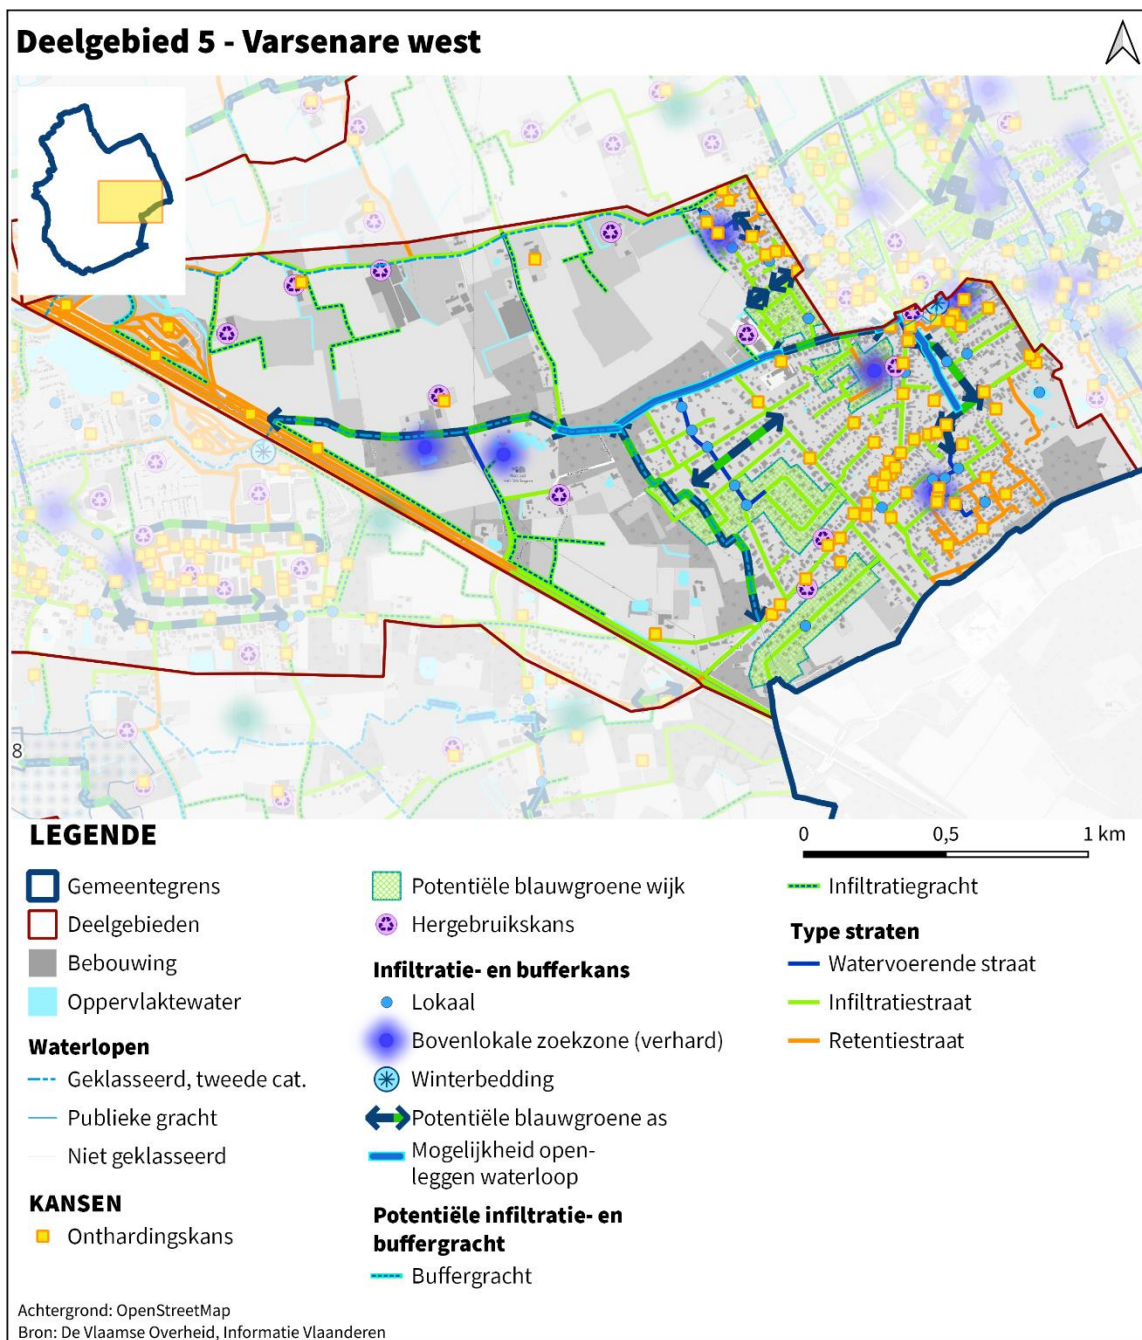 Deelgebied 5 - Varsenare west
8
LEGENDE
Gemeentegrens
Deelgebieden
Bebouwing
Oppervlaktewater
Waterlopen
Geklasseerd, tweede cat.
Publieke gracht
Niet geklasseerd
KANSEN
Onthardingskans
Potentiële blauwgroene wijk
Hergebruikskans
Infiltratie- en bufferkans
Lokaal
Bovenlokale zoekzone (verhard)
Winterbedding
Potentiële blauwgroene as
Mogelijkheid open-
leggen waterloop
Potentiële infiltratie- en
buffergracht
Buffergracht
0 0,5 1 km
Infiltratiegracht
Type straten
Watervoerende straat
Infiltratiestraat
Retentiestraat
Achtergrond: OpenStreetMap
Bron: De Vlaamse Overheid, Informatie Vlaanderen